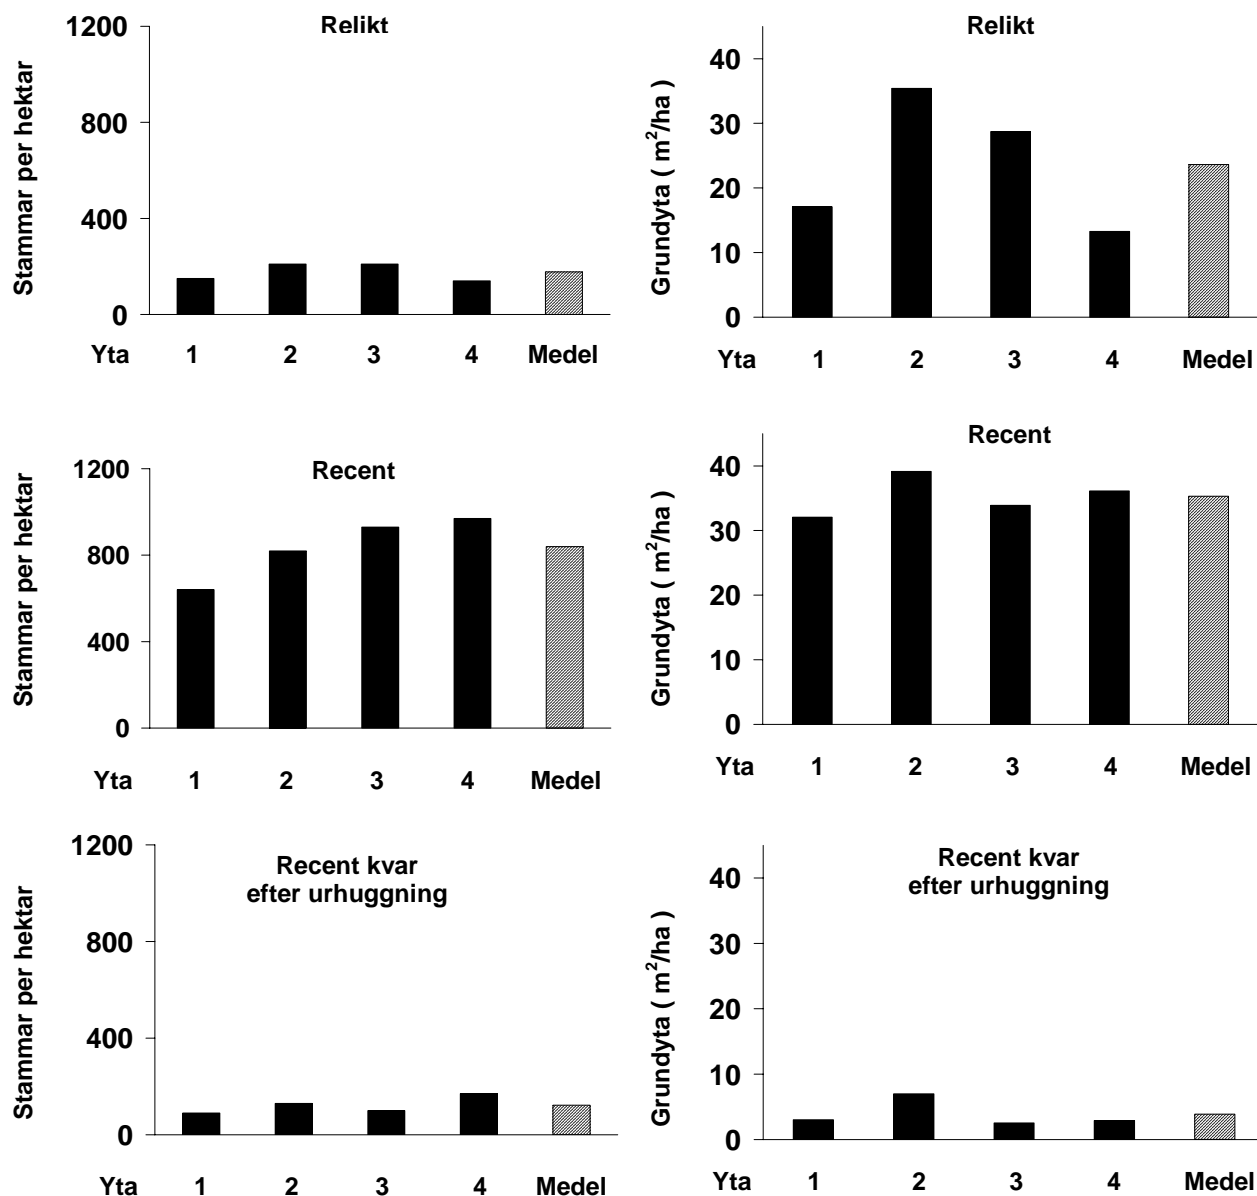 Relikt
Stammar per hektar
1200
800
400
0
Yta 1 2 3 4 Medel
Relikt
Grundyta ( m²/ha )
40
30
20
10
0
Yta 1 2 3 4 Medel
Recent
Stammar per hektar
1200
800
400
0
Yta 1 2 3 4 Medel
Recent
Grundyta ( m²/ha )
40
30
20
10
0
Yta 1 2 3 4 Medel
Recent kvar
efter urhuggning
Stammar per hektar
1200
800
400
0
Yta 1 2 3 4 Medel
Recent kvar
efter urhuggning
Grundyta ( m²/ha )
40
30
20
10
0
Yta 1 2 3 4 Medel